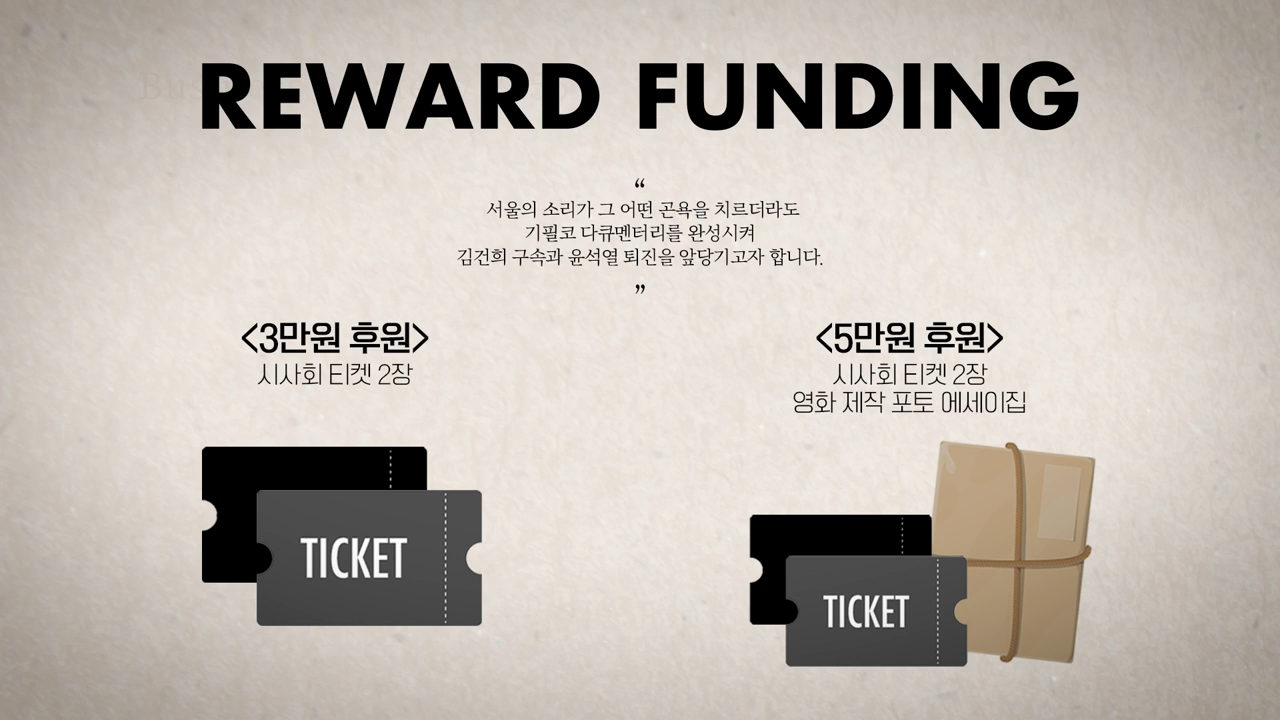 REWARD FUNDING
“
서울의 소리가 그 어떤 곤욕을 치르더라도
기필코 다큐멘터리를 완성시켜
김건희 구속과 윤석열 퇴진을 앞당기고자 합니다.
”
<3만원 후원>
시사회 티켓 2장
<5만원 후원>
시사회 티켓 2장
영화 제작 포토 에세이집
TICKET
TICKET